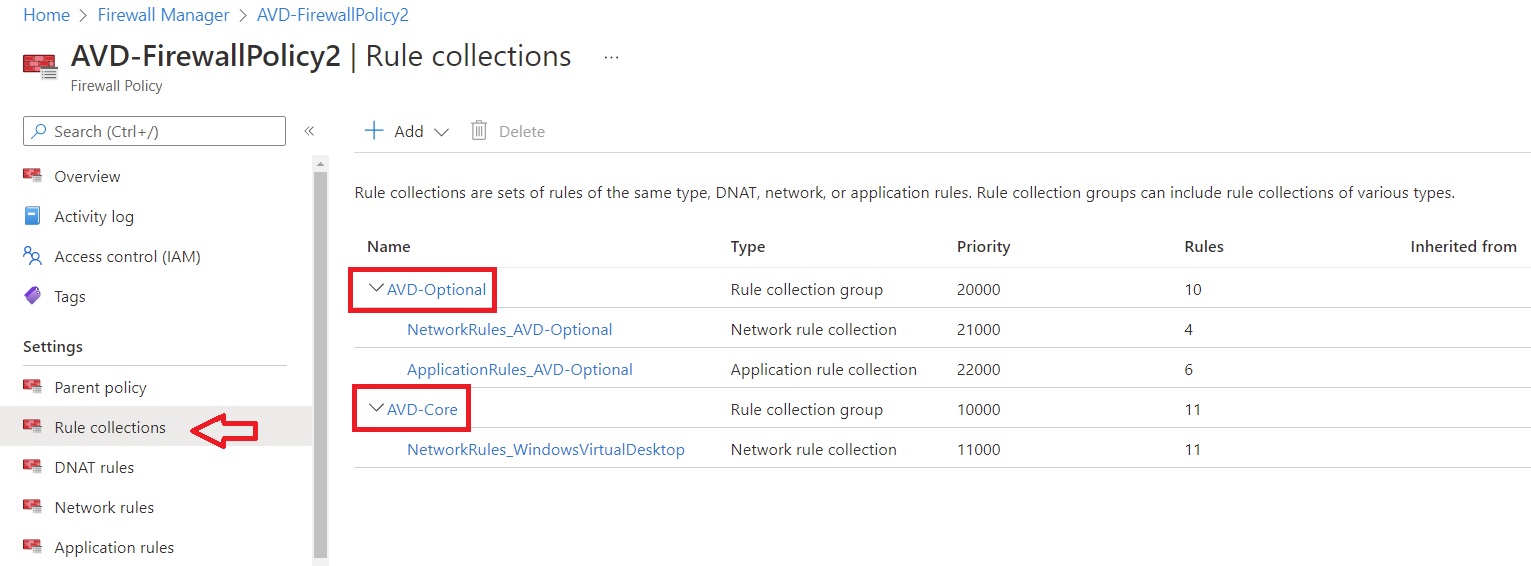 Home > Firewall Manager > AVD-FirewallPolicy2
AVD-FirewallPolicy2 | Rule collections ...
Firewall Policy
Search (Ctrl+/) «
Overview
Activity log
Access control (IAM)
Tags
Settings
Parent policy
Rule collections
DNAT rules
Network rules
Application rules
Add Delete
Rule collections are sets of rules of the same type, DNAT, network, or application rules. Rule collection groups can include rule collections of various types.
Name Type Priority Rules Inherited from
AVD-Optional Rule collection group 20000 10
NetworkRules_AVD-Optional Network rule collection 21000 4
ApplicationRules_AVD-Optional Application rule collection 22000 6
AVD-Core Rule collection group 10000 11
NetworkRules_WindowsVirtualDesktop Network rule collection 11000 11